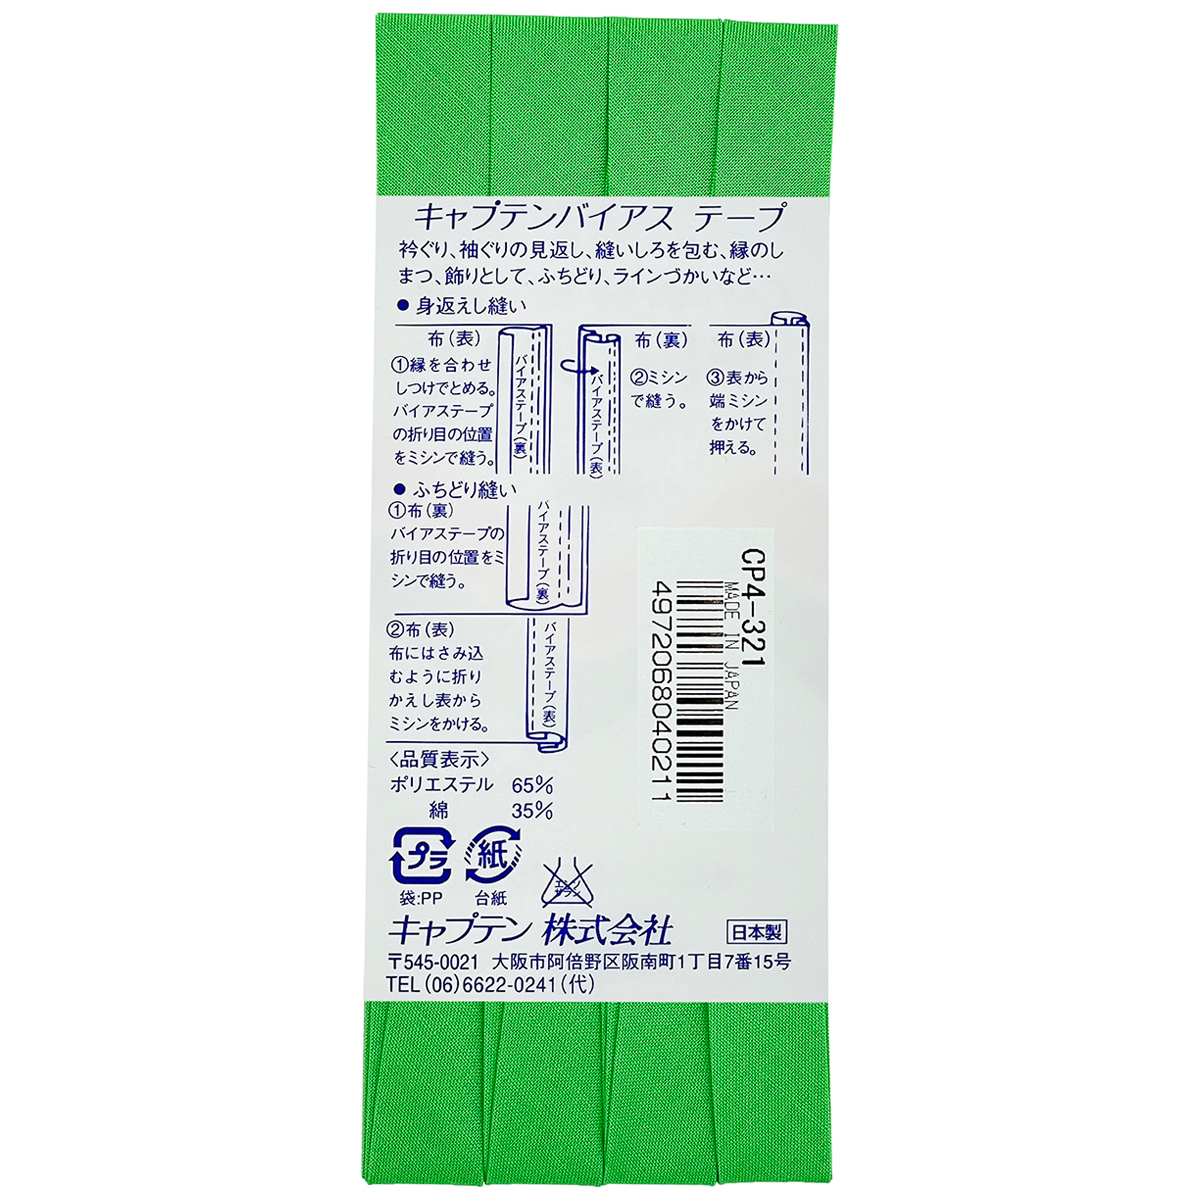 キャプテンバイアス テープ
衿ぐり、袖ぐりの見返し、縫いしろを包む、縁のし
まつ、飾りとして、ふちどり、ラインづかいなど…
● 身返えし縫い
布(表)
①縁を合わせ
しつけでとめる。
バイアステープ
の折り目の位置
をミシンで縫う。
バイアステープ(裏)
バイアステープ(表)
布(裏)
②ミシン
で縫う。
布(表)
③表から
端ミシン
をかけて
押える。
● ふちどり縫い
①布(裏)
バイアステープの
折り目の位置をミ
シンで縫う。
バイアステープ(裏)
②布(表)
布にはさみ込
むように折り
かえし表から
ミシンをかける。
バイアステープ(表)
CP4-321
MADE IN JAPAN
4972068040211
〈品質表示〉
ポリエステル 65%
綿 35%
プラ
袋:PP
紙
台紙
エンソ
サラシ
キャプテン 株式会社
日本製
〒545-0021 大阪市阿倍野区阪南町1丁目7番15号
TEL(06)6622-0241(代)